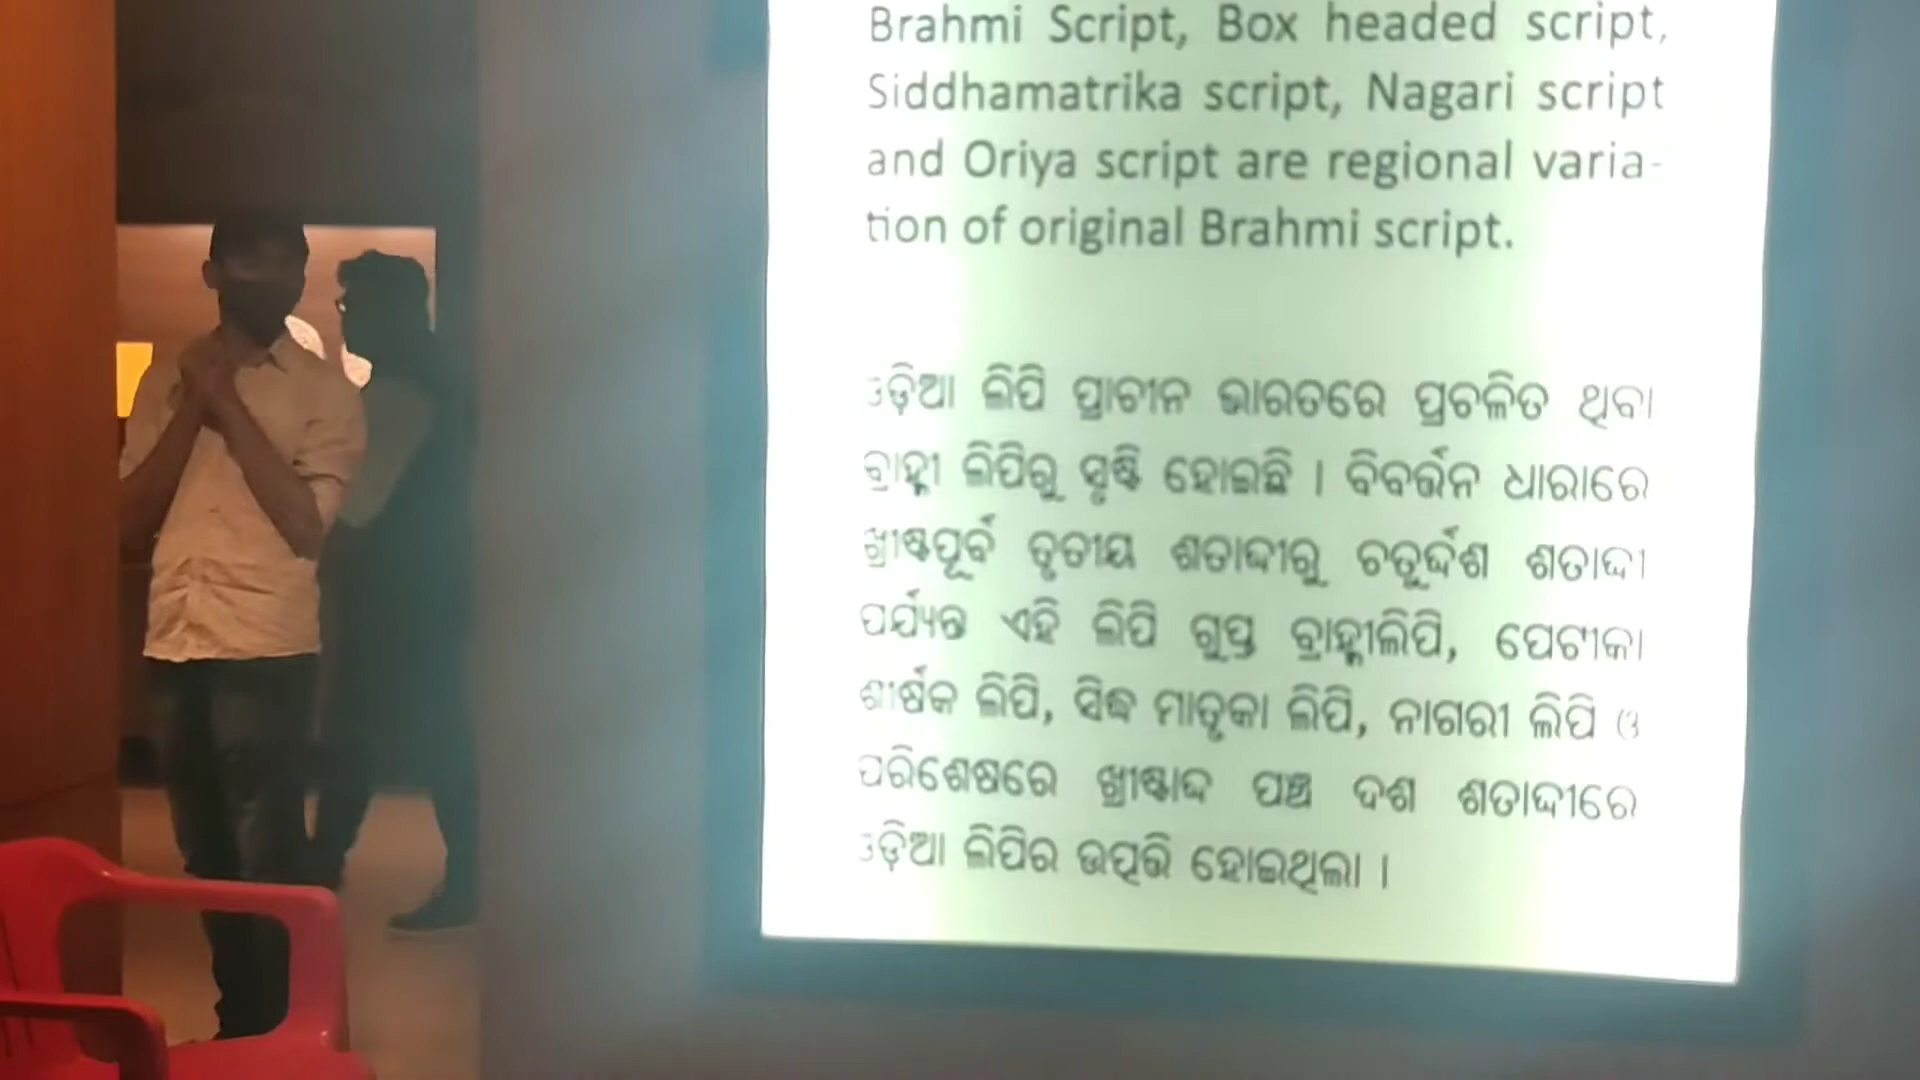 Brahmi Script, Box headed script,
Siddhamatrika script, Nagari script
and Oriya script are regional varia-
tion of original Brahmi script.
ଓଡ଼ିଆ ଲିପି ପ୍ରାଚୀନ ଭାରତରେ ପ୍ରଚଳିତ ଥିବା
ବ୍ରାହ୍ମୀ ଲିପିରୁ ସୃଷ୍ଟି ହୋଇଛି । ବିବର୍ତ୍ତନ ଧାରାରେ
ଖ୍ରୀଷ୍ଟପୂର୍ବ ତୃତୀୟ ଶତାବ୍ଦୀରୁ ଚତୁର୍ଦ୍ଦଶ ଶତାବ୍ଦୀ
ପର୍ଯ୍ୟନ୍ତ ଏହି ଲିପି ଗୁପ୍ତ ବ୍ରାହ୍ମୀଲିପି, ପେଟୀକା
ଶୀର୍ଷକ ଲିପି, ସିଦ୍ଧ ମାତୃକା ଲିପି, ନାଗରୀ ଲିପି ଓ
ପରିଶେଷରେ ଖ୍ରୀଷ୍ଟାବ୍ଦ ପଞ୍ଚ ଦଶ ଶତାବ୍ଦୀରେ
ଓଡ଼ିଆ ଲିପିର ଉତ୍ପତ୍ତି ହୋଇଥିଲା ।